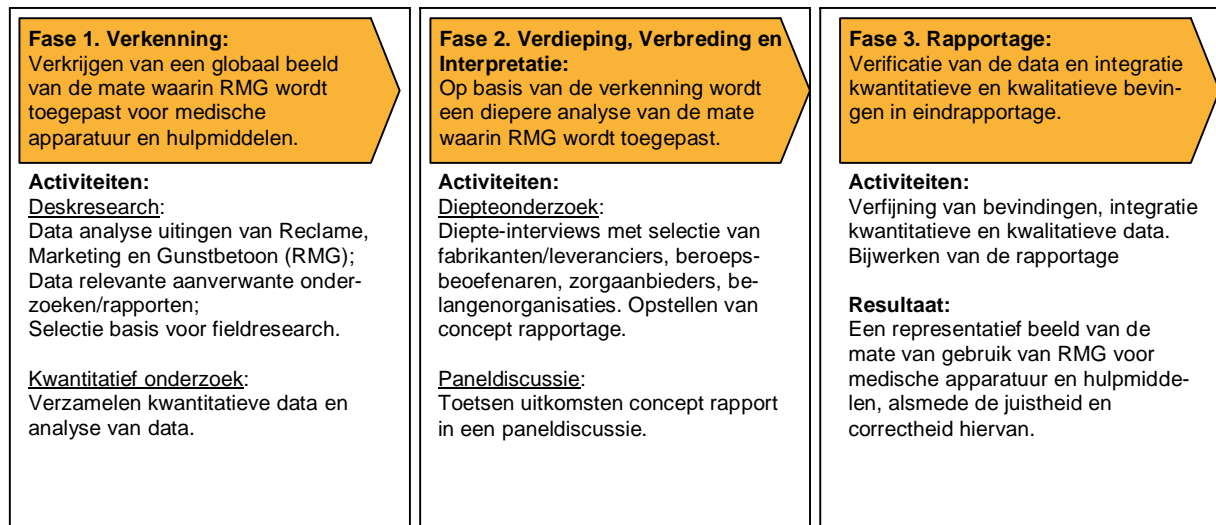 Fase 1. Verkenning:
Verkrijgen van een globaal beeld
van de mate waarin RMG wordt
toegepast voor medische
apparatuur en hulpmiddelen.
Activiteiten:
Deskresearch:
Data analyse uitingen van Reclame,
Marketing en Gunstbetoon (RMG);
Data relevante aanverwante onder-
zoeken/rapporten;
Selectie basis voor fieldresearch.
Kwantitatief onderzoek:
Verzamelen kwantitatieve data en
analyse van data.
Fase 2. Verdieping, Verbreding en
Interpretatie:
Op basis van de verkenning wordt
een diepere analyse van de mate
waarin RMG wordt toegepast.
Activiteiten:
Diepteonderzoek:
Diepte-interviews met selectie van
fabrikanten/leveranciers, beroeps-
beoefenaren, zorgaanbieders, be-
langenorganisaties. Opstellen van
concept rapportage.
Paneldiscussie:
Toetsen uitkomsten concept rapport
in een paneldiscussie.
Fase 3. Rapportage:
Verificatie van de data en integratie
kwantitatieve en kwalitatieve bevin-
gen in eindrapportage.
Activiteiten:
Verfijning van bevindingen, integratie
kwantitatieve en kwalitatieve data.
Bijwerken van de rapportage
Resultaat:
Een representatief beeld van de
mate van gebruik van RMG voor
medische apparatuur en hulpmidde-
len, alsmede de juistheid en
correctheid hiervan.